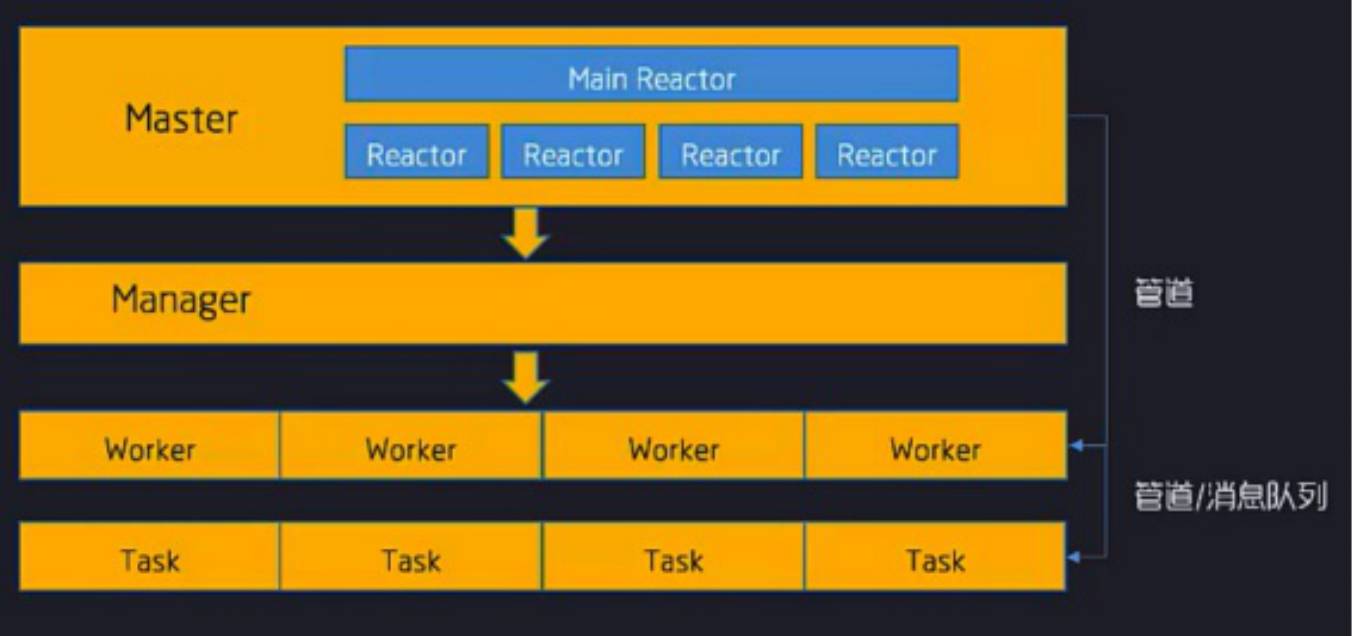 Main Reactor
Master
Reactor Reactor Reactor Reactor
Manager
管道
Worker Worker Worker Worker
管道/消息队列
Task Task Task Task